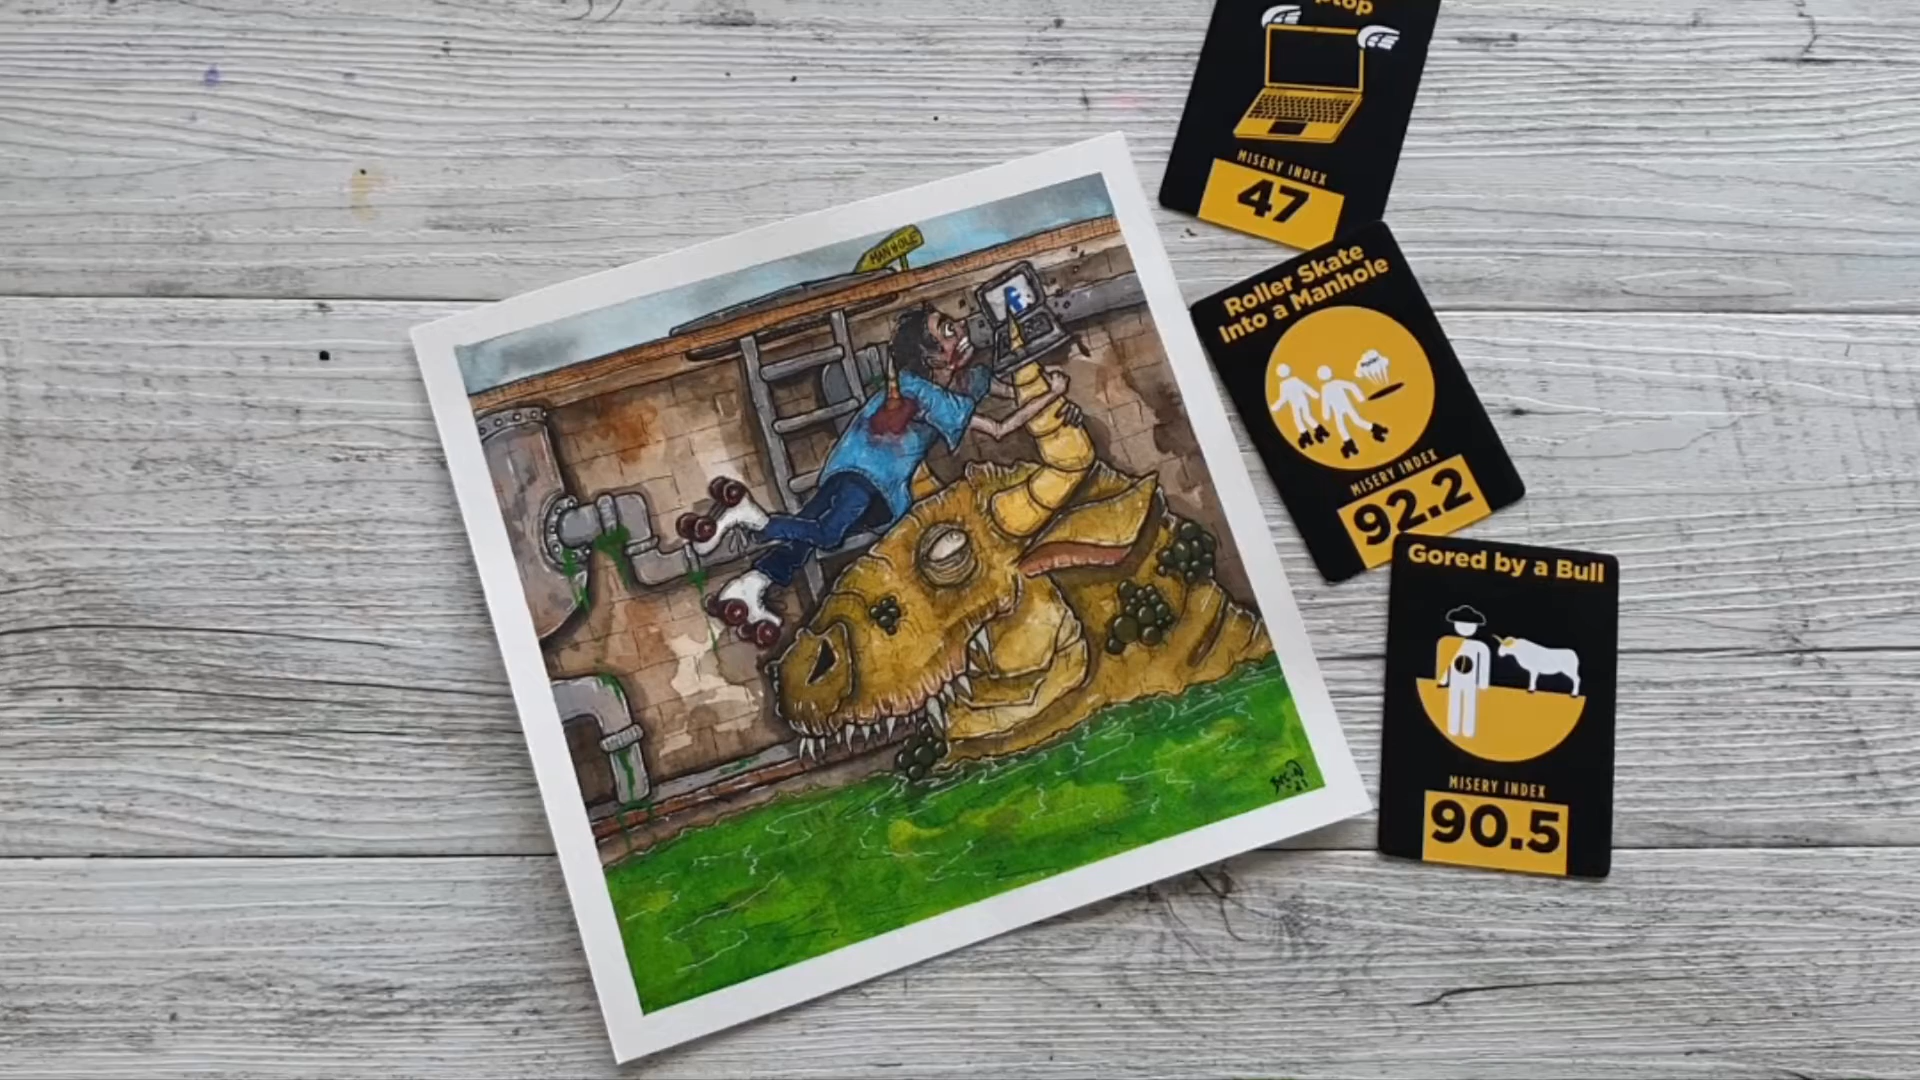 MANHOLE
f
ptop
MISERY INDEX
47
Roller Skate
Into a Manhole
MISERY INDEX
92.2
Gored by a Bull
MISERY INDEX
90.5